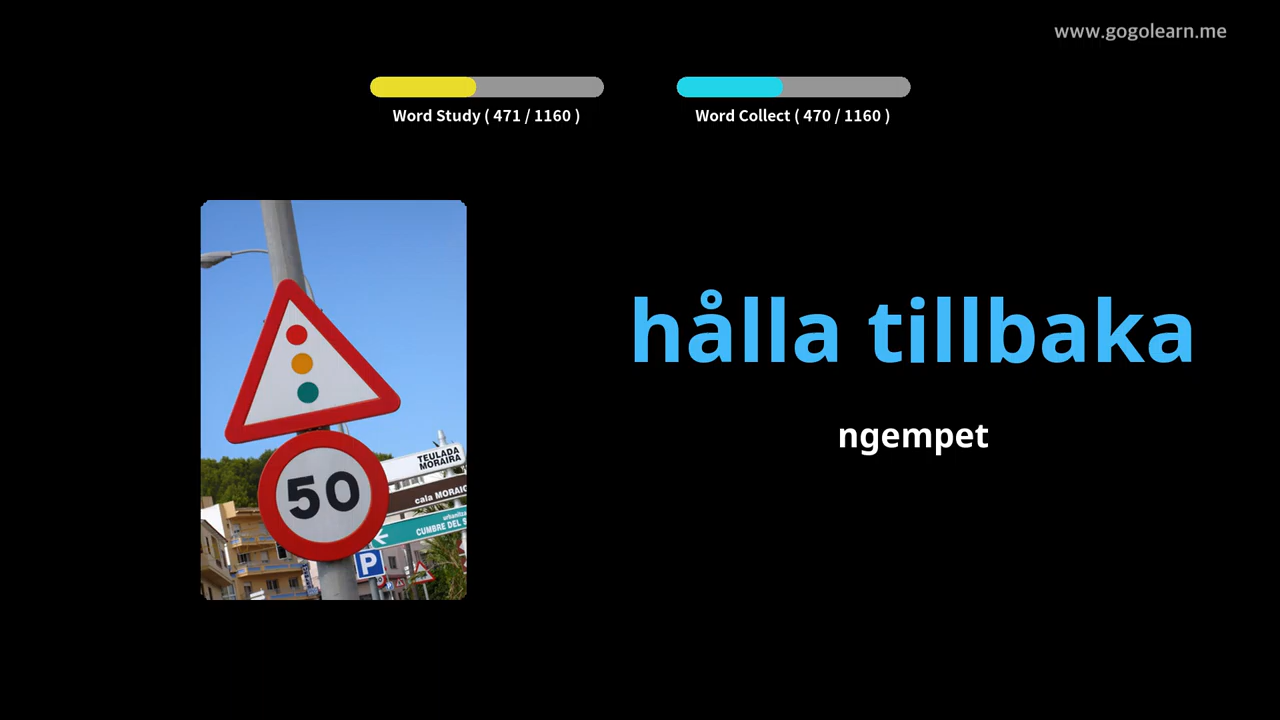 www.gogolearn.me
Word Study ( 471 / 1160 )
Word Collect ( 470 / 1160 )
hålla tillbaka
ngempet
50
TEULADA
MORAIRA
cala MORAIG
CUMBRE DEL S
P